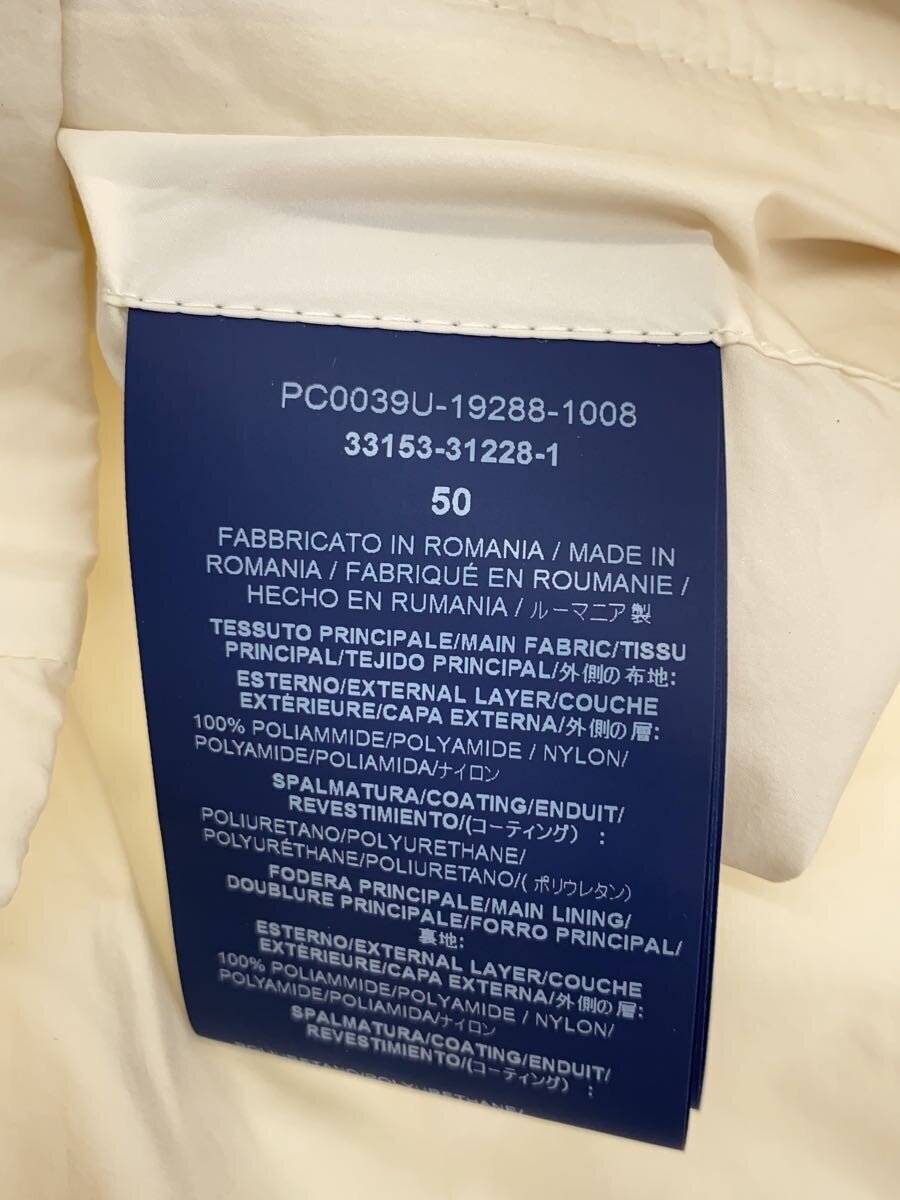 PC0039U-19288-1008
33153-31228-1
50
FABBRICATO IN ROMANIA / MADE IN
ROMANIA / FABRIQUÉ EN ROUMANIE /
HECHO EN RUMANIA / ルーマニア製
TESSUTO PRINCIPALE/MAIN FABRIC/TISSU
PRINCIPAL/TEJIDO PRINCIPAL/外側の布地:
ESTERNO/EXTERNAL LAYER/COUCHE
EXTÉRIEURE/CAPA EXTERNA/外側の層:
100% POLIAMMIDE/POLYAMIDE / NYLON/
POLYAMIDE/POLIAMIDA/ナイロン
SPALMATURA/COATING/ENDUIT/
REVESTIMIENTO/(コーティング) :
POLIURETANO/POLYURETHANE/
POLYURÉTHANE/POLIURETANO/( ポリウレタン)
FODERA PRINCIPALE/MAIN LINING/
DOUBLURE PRINCIPALE/FORRO PRINCIPAL/
裏地:
ESTERNO/EXTERNAL LAYER/COUCHE
EXTÉRIEURE/CAPA EXTERNA/外側の層:
100% POLIAMMIDE/POLYAMIDE / NYLON/
POLYAMIDE/POLIAMIDA/ナイロン
SPALMATURA/COATING/ENDUIT/
REVESTIMIENTO/(コーティング) :
POLIURETANO/POLYURETHANE/